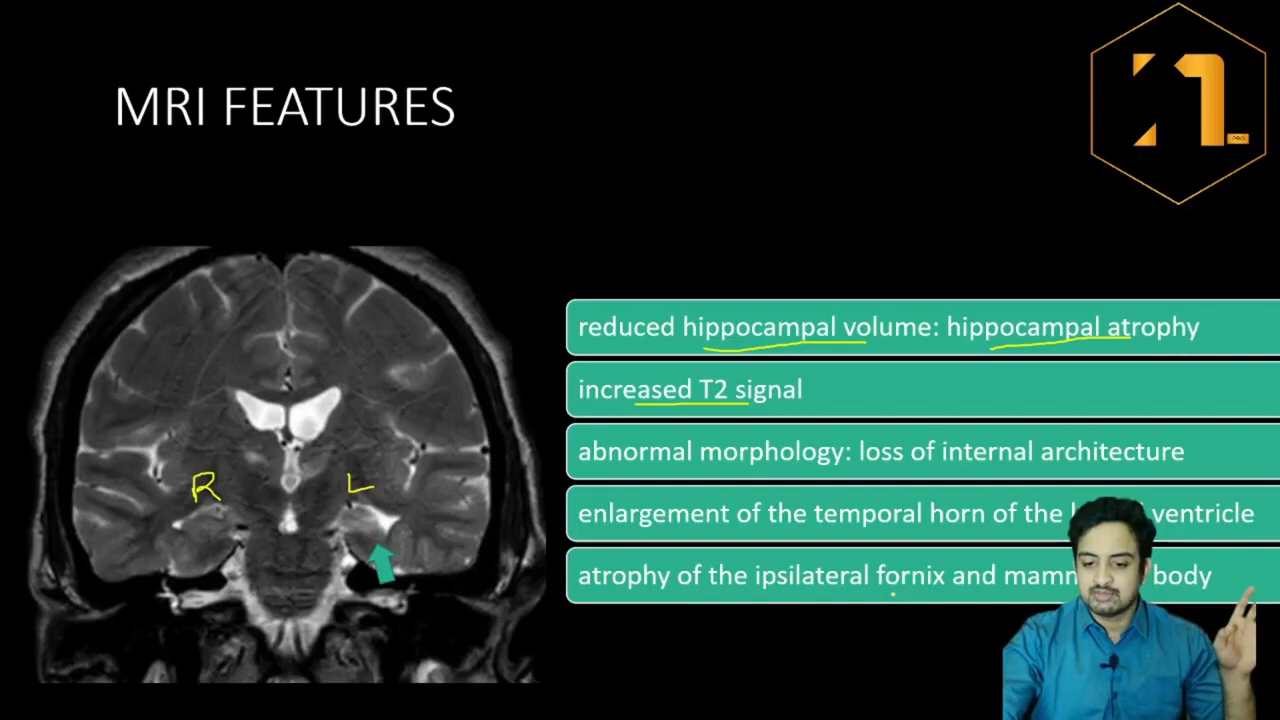 MRI FEATURES
PRO
reduced hippocampal volume: hippocampal atrophy
increased T2 signal
abnormal morphology: loss of internal architecture
R L
enlargement of the temporal horn of the ventricle
atrophy of the ipsilateral fornix and body